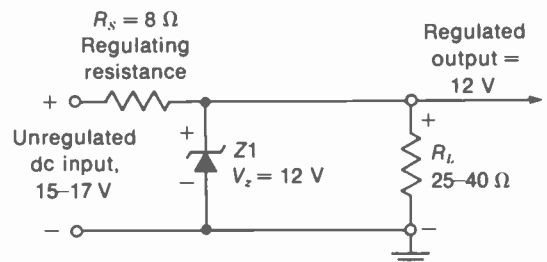 R_S = 8 Ω
Regulating
resistance
Regulated
output =
12 V
+
Unregulated
dc input,
15–17 V
–
+
–
Z1
V_z = 12 V
+
R_L
25–40 Ω
–